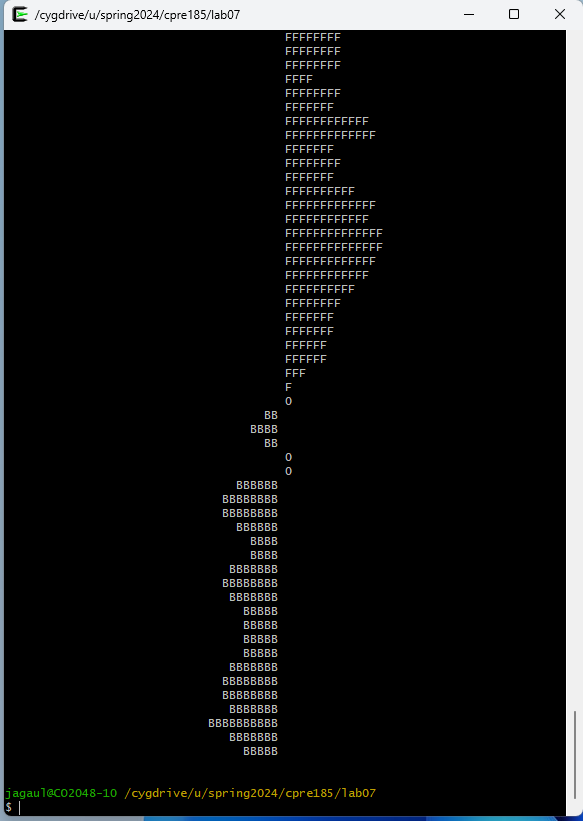 /cygdrive/u/spring2024/cpre185/lab07
FFFFFFFF
FFFFFFFF
FFFFFFFF
FFFF
FFFFFFFF
FFFFFFF
FFFFFFFFFFFF
FFFFFFFFFFFFF
FFFFFFF
FFFFFFFF
FFFFFFF
FFFFFFFFFF
FFFFFFFFFFFFF
FFFFFFFFFFFF
FFFFFFFFFFFFFF
FFFFFFFFFFFFFF
FFFFFFFFFFFFF
FFFFFFFFFFFF
FFFFFFFFFF
FFFFFFFF
FFFFFFF
FFFFFFF
FFFFFF
FFFFFF
FFF
F
O
BB
BBBB
BB
O
O
BBBBBB
BBBBBBBB
BBBBBBBB
BBBBBB
BBBB
BBBB
BBBBBBB
BBBBBBBB
BBBBBBB
BBBBB
BBBBB
BBBBB
BBBBB
BBBBBBB
BBBBBBBB
BBBBBBBB
BBBBBBB
BBBBBBBBBB
BBBBBBB
BBBBB
jagaul@CO2048-10 /cygdrive/u/spring2024/cpre185/lab07
$